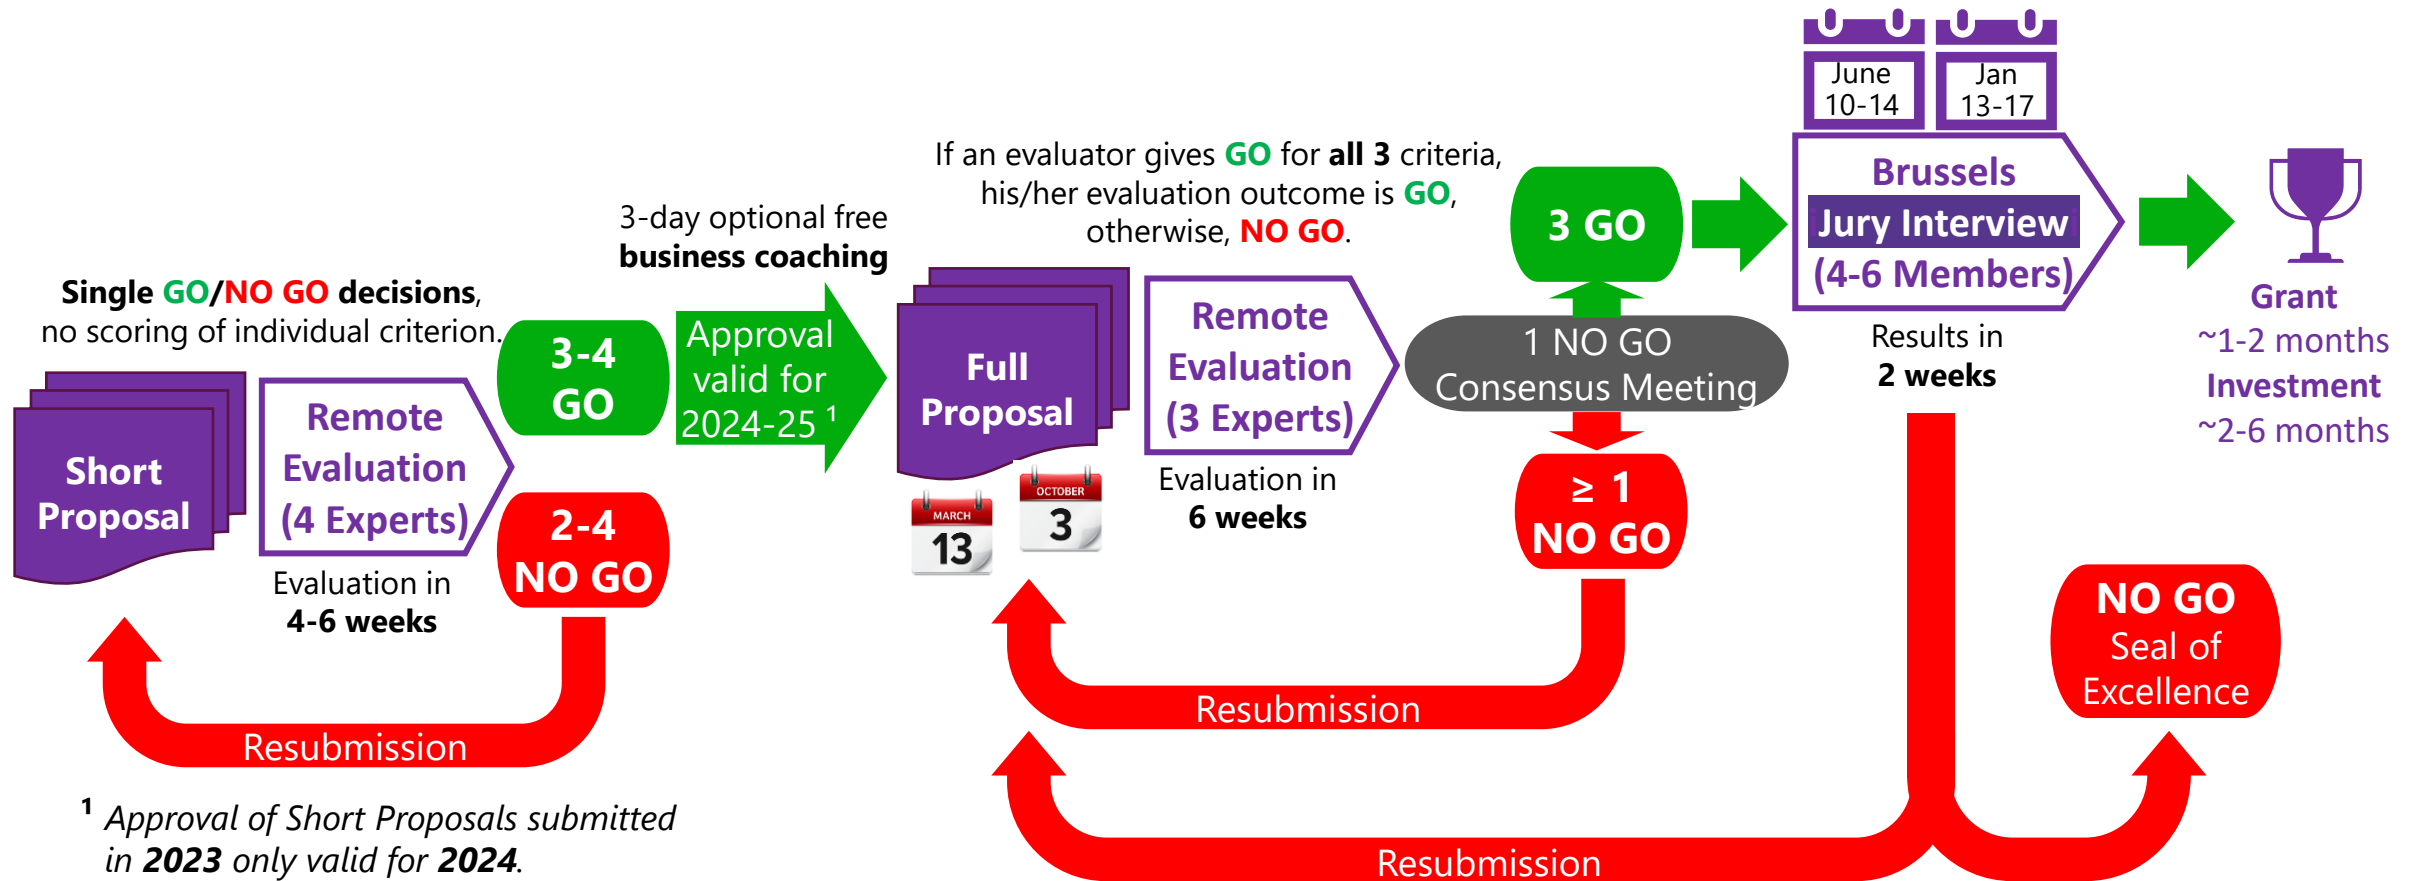 Single GO/NO GO decisions,
no scoring of individual criterion.
Short
Proposal
Remote
Evaluation
(4 Experts)
Evaluation in
4-6 weeks
3-4
GO
2-4
NO GO
Resubmission
¹ Approval of Short Proposals submitted
in 2023 only valid for 2024.
3-day optional free
business coaching
Approval
valid for
2024-25 ¹
If an evaluator gives GO for all 3 criteria,
his/her evaluation outcome is GO,
otherwise, NO GO.
Full
Proposal
MARCH
13
OCTOBER
3
Remote
Evaluation
(3 Experts)
Evaluation in
6 weeks
3 GO
1 NO GO
Consensus Meeting
≥ 1
NO GO
Resubmission
June
10-14
Jan
13-17
Brussels
Jury Interview
(4-6 Members)
Results in
2 weeks
Resubmission
NO GO
Seal of
Excellence
Grant
~1-2 months
Investment
~2-6 months